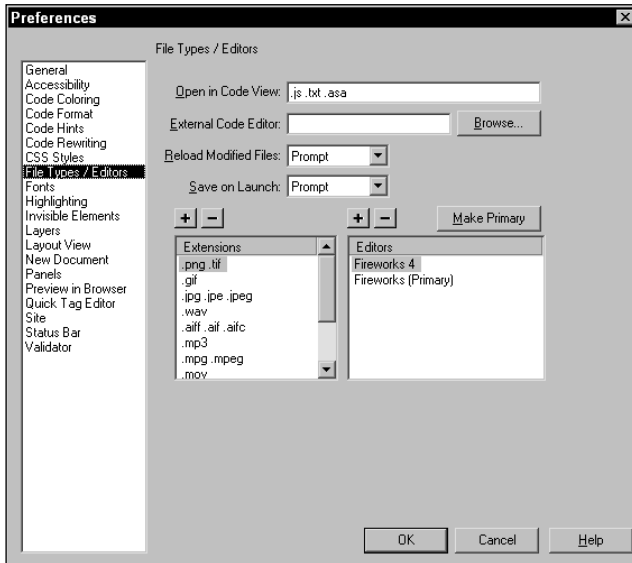 Preferences
File Types / Editors
General
Accessibility
Code Coloring
Code Format
Code Hints
Code Rewriting
CSS Styles
File Types / Editors
Fonts
Highlighting
Invisible Elements
Layers
Layout View
New Document
Panels
Preview in Browser
Quick Tag Editor
Site
Status Bar
Validator
Open in Code View: .js .txt .asa
External Code Editor: Browse...
Reload Modified Files: Prompt
Save on Launch: Prompt
+ − + − Make Primary
Extensions
.png .tif
.gif
.jpg .jpe .jpeg
.wav
.aiff .aif .aifc
.mp3
.mpg .mpeg
.mov
Editors
Fireworks 4
Fireworks (Primary)
OK Cancel Help